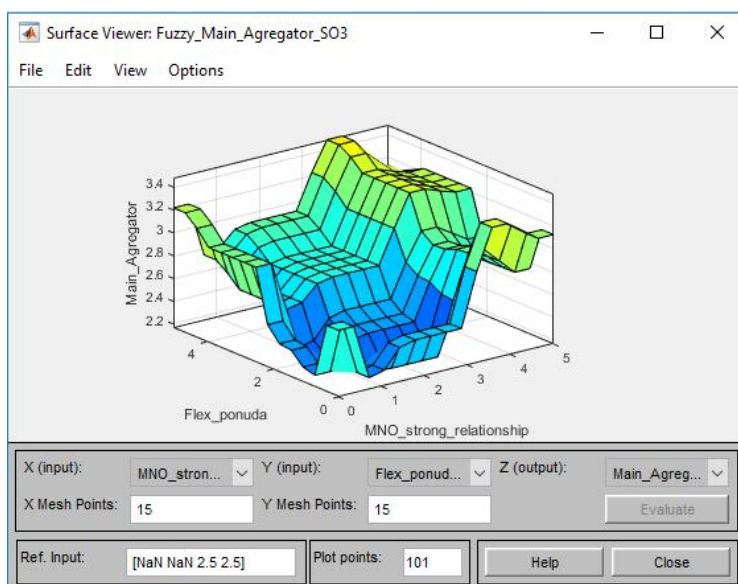 Surface Viewer: Fuzzy_Main_Agregator_SO3
File Edit View Options
3.4
3.2
3
2.8
2.6
2.4
2.2
Main_Agregator
4
2
0
Flex_ponuda
0
1
2
3
4
5
MNO_strong_relationship
X (input): MNO_stron... Y (input): Flex_ponud... Z (output): Main_Agreg...
X Mesh Points: 15 Y Mesh Points: 15 Evaluate
Ref. Input: [NaN NaN 2.5 2.5] Plot points: 101 Help Close